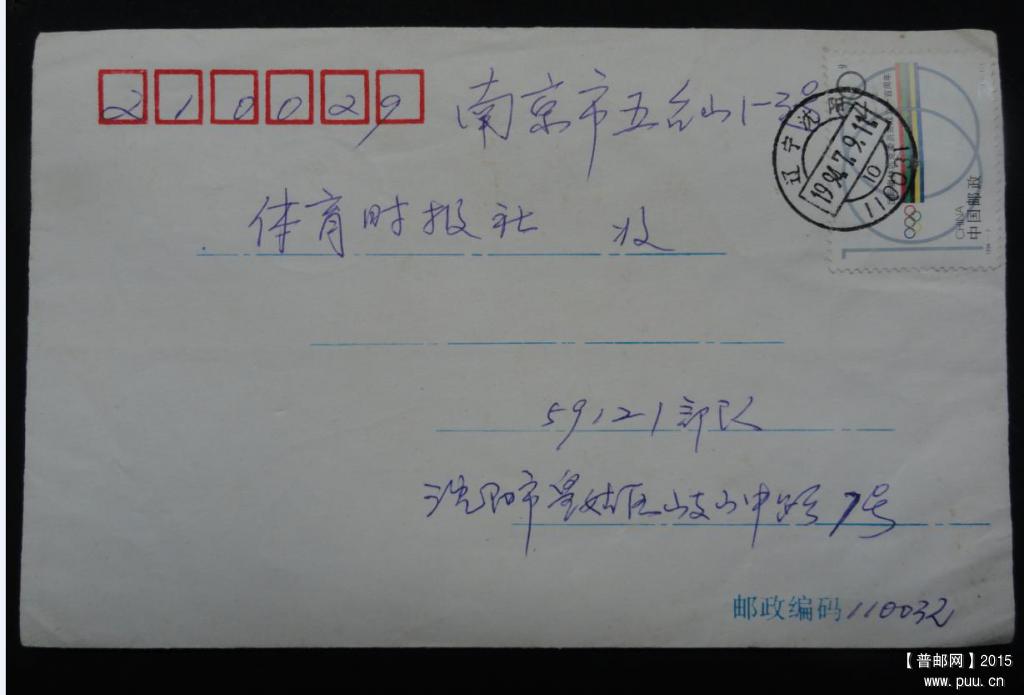 210029 南京市五台山1-3号
体育时报社 收
59121部队
沈阳市皇姑区岐山中路7号
邮政编码110032
辽宁沈阳
1994.7.9.11
10
110031
CHINA
中国邮政
【普邮网】2015
www.puu.cn